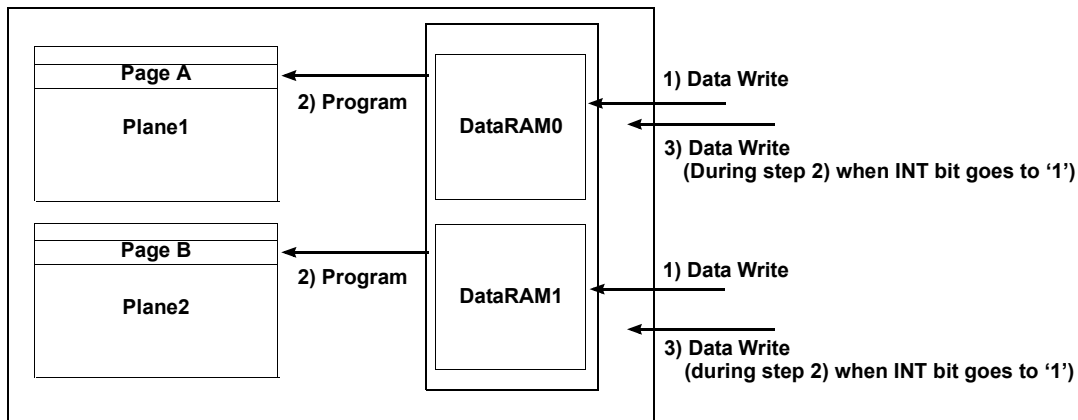 Page A
Plane1
2) Program
DataRAM0
1) Data Write
3) Data Write
(During step 2) when INT bit goes to ‘1’)
Page B
Plane2
2) Program
DataRAM1
1) Data Write
3) Data Write
(during step 2) when INT bit goes to ‘1’)